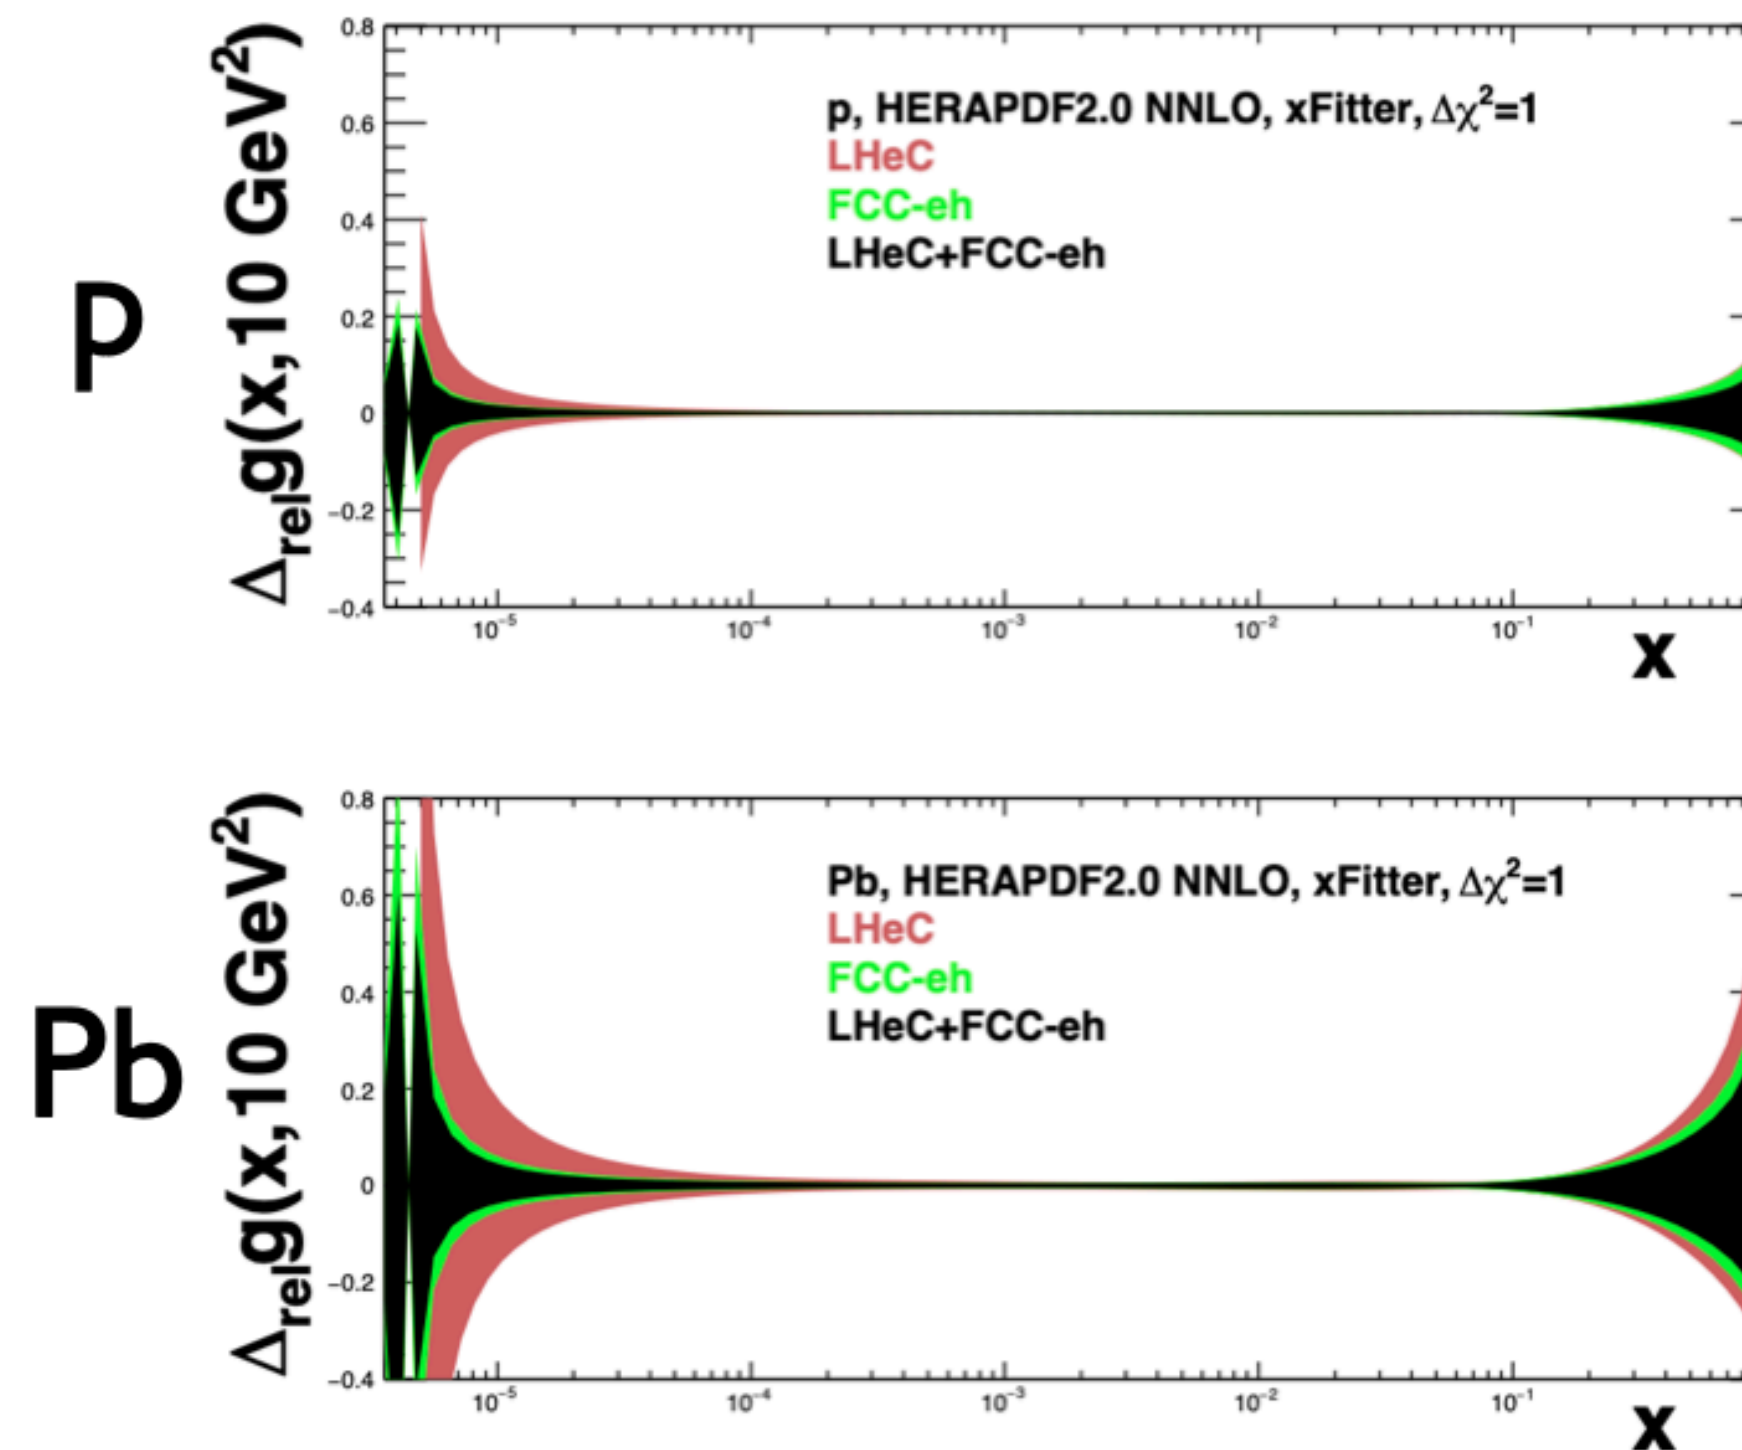 p
Δrelg(x,10 GeV²)
0.8
0.6
0.4
0.2
0
−0.2
−0.4
p, HERAPDF2.0 NNLO, xFitter, Δχ²=1
LHeC
FCC-eh
LHeC+FCC-eh
10⁻⁵ 10⁻⁴ 10⁻³ 10⁻² 10⁻¹
x
Pb
Δrelg(x,10 GeV²)
0.8
0.6
0.4
0.2
0
−0.2
−0.4
Pb, HERAPDF2.0 NNLO, xFitter, Δχ²=1
LHeC
FCC-eh
LHeC+FCC-eh
10⁻⁵ 10⁻⁴ 10⁻³ 10⁻² 10⁻¹
x